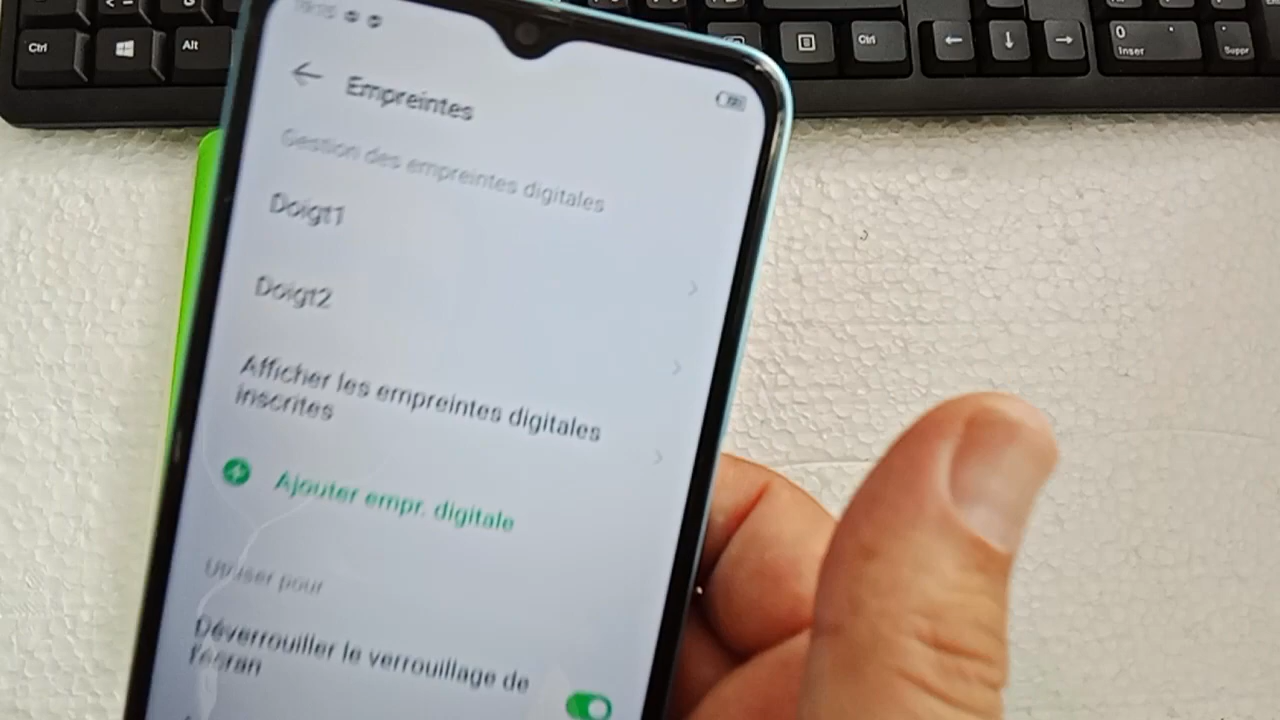 Ctrl
Alt
Ctrl
0
Inser
.
Suppr
Empreintes
Gestion des empreintes digitales
Doigt1
Doigt2
Afficher les empreintes digitales
inscrites
Ajouter empr. digitale
Utiliser pour
Déverrouiller le verrouillage de
l'écran